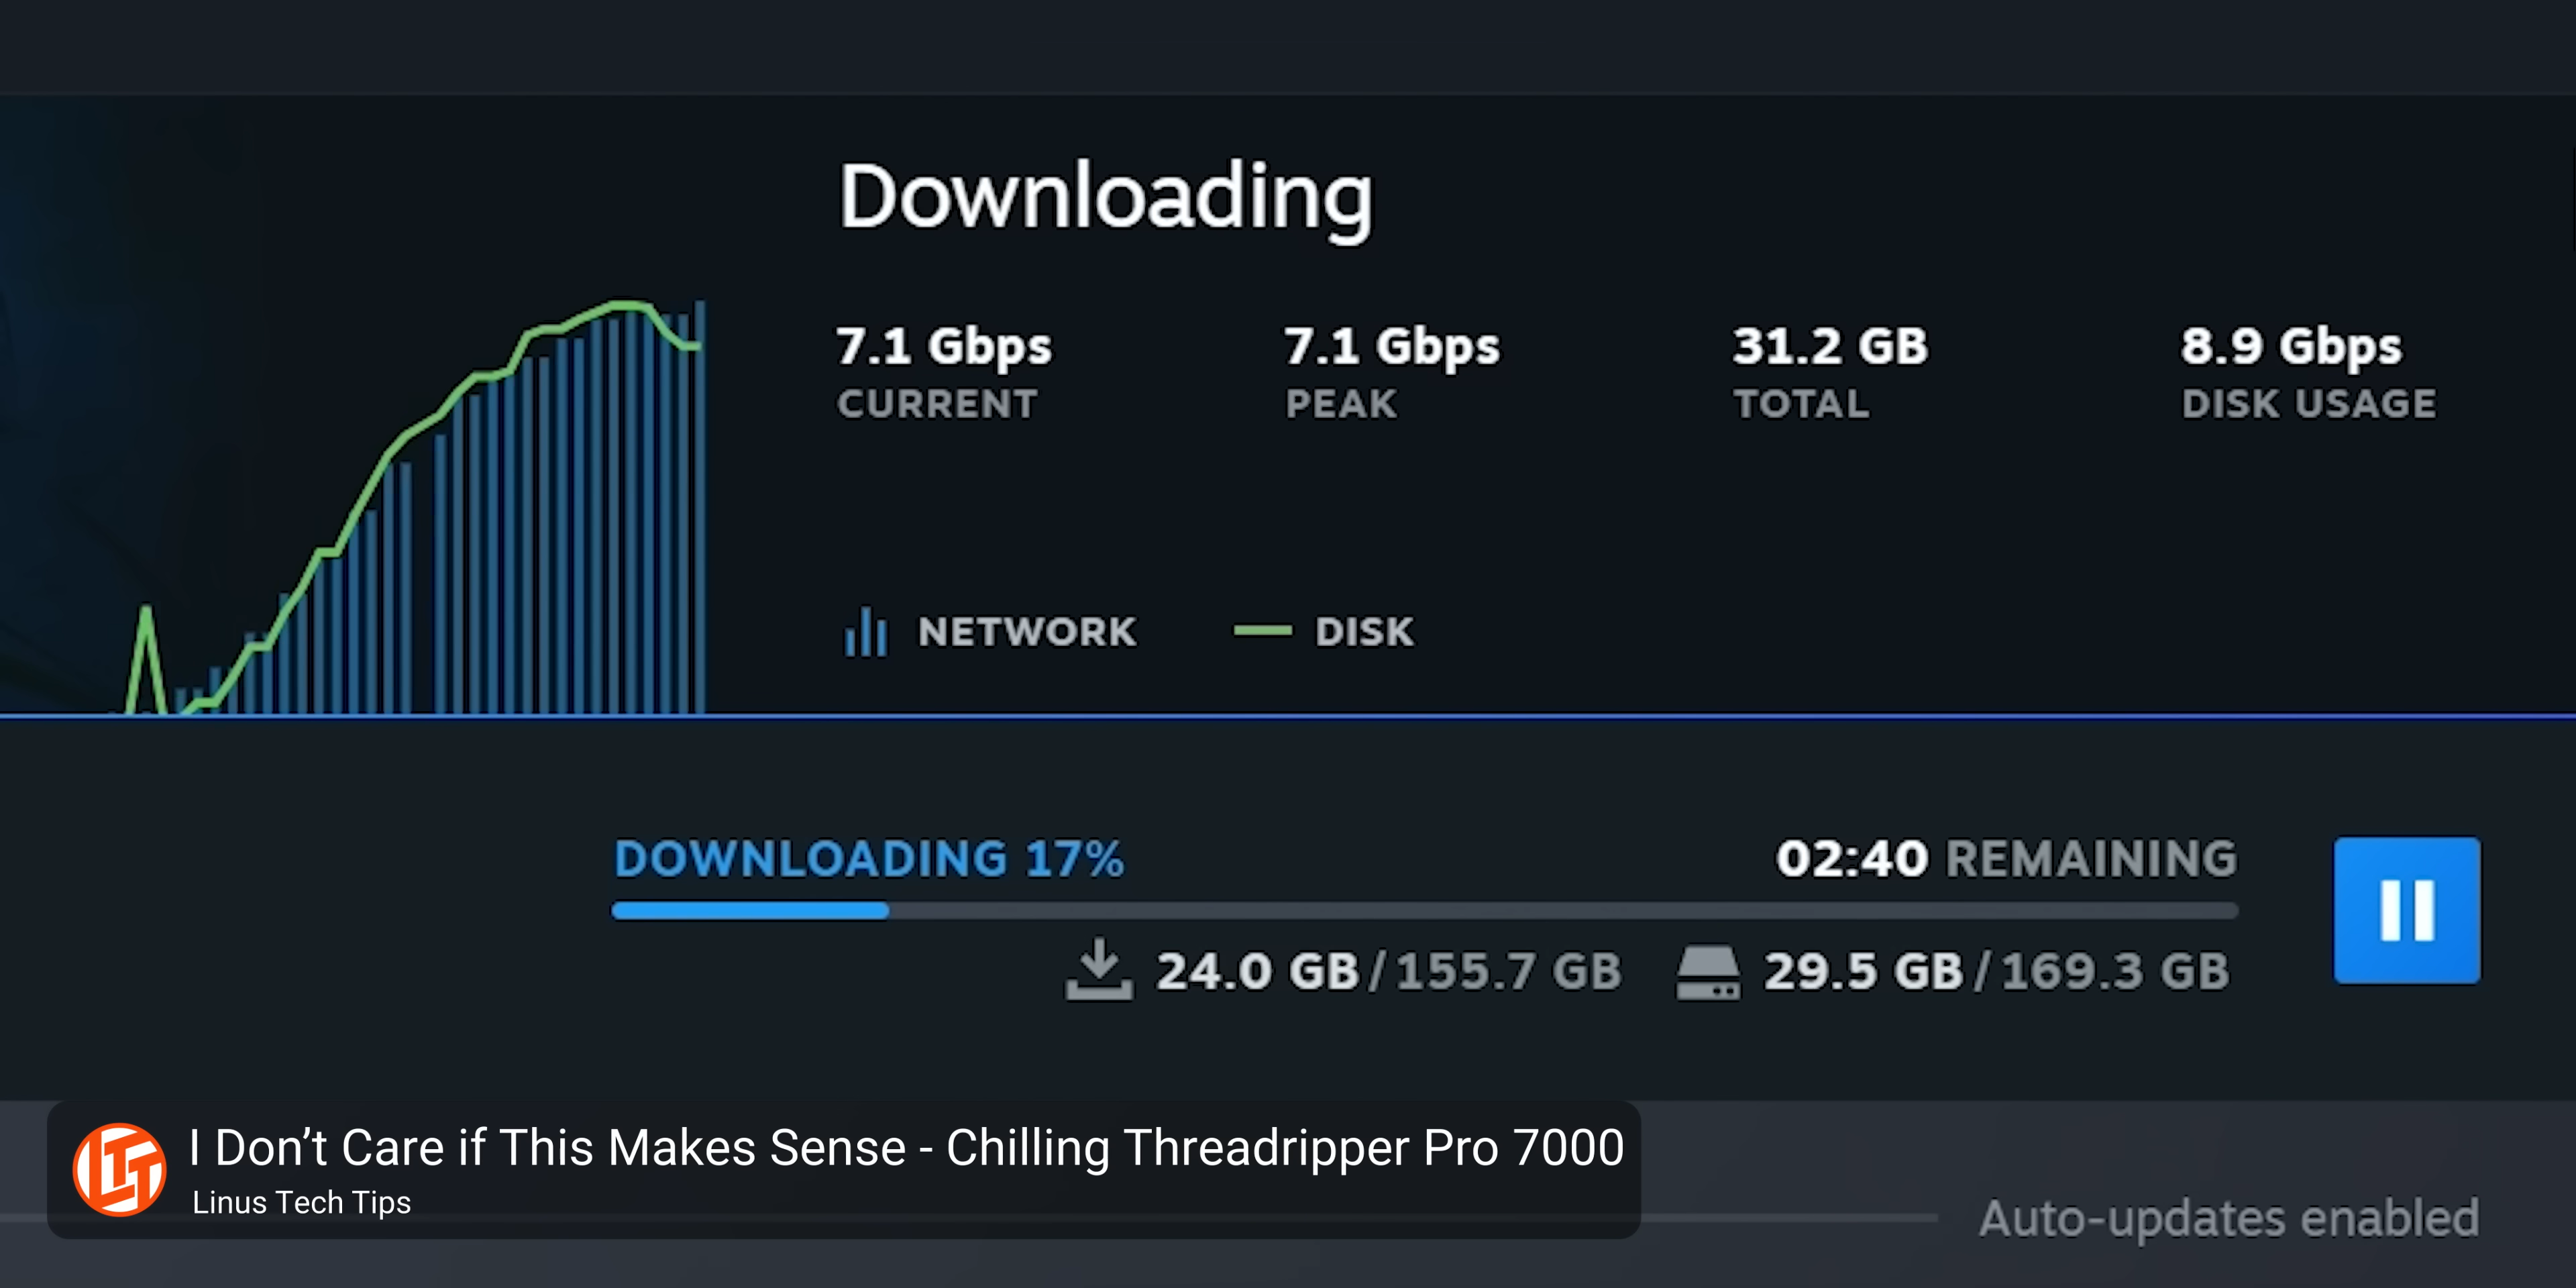 Downloading
7.1 Gbps 7.1 Gbps 31.2 GB 8.9 Gbps
CURRENT PEAK TOTAL DISK USAGE
NETWORK DISK
DOWNLOADING 17% 02:40 REMAINING
24.0 GB / 155.7 GB 29.5 GB / 169.3 GB
LTT I Don’t Care if This Makes Sense - Chilling Threadripper Pro 7000
Linus Tech Tips
Auto-updates enabled